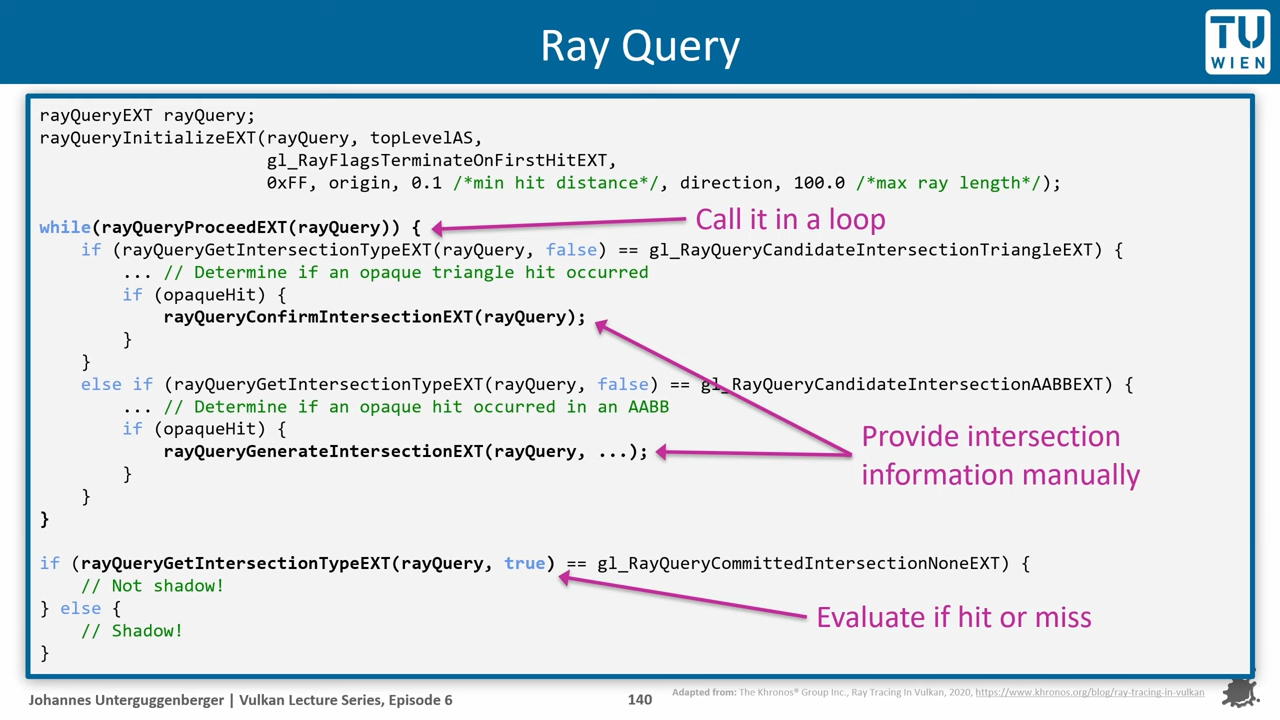 Ray Query
TU
WIEN
rayQueryEXT rayQuery;
rayQueryInitializeEXT(rayQuery, topLevelAS,
gl_RayFlagsTerminateOnFirstHitEXT,
0xFF, origin, 0.1 /*min hit distance*/, direction, 100.0 /*max ray length*/);
while(rayQueryProceedEXT(rayQuery)) {
Call it in a loop
if (rayQueryGetIntersectionTypeEXT(rayQuery, false) == gl_RayQueryCandidateIntersectionTriangleEXT) {
... // Determine if an opaque triangle hit occurred
if (opaqueHit) {
rayQueryConfirmIntersectionEXT(rayQuery);
}
}
else if (rayQueryGetIntersectionTypeEXT(rayQuery, false) == gl_RayQueryCandidateIntersectionAABBEXT) {
... // Determine if an opaque hit occurred in an AABB
if (opaqueHit) {
rayQueryGenerateIntersectionEXT(rayQuery, ...);
}
}
}
Provide intersection
information manually
if (rayQueryGetIntersectionTypeEXT(rayQuery, true) == gl_RayQueryCommittedIntersectionNoneEXT) {
// Not shadow!
} else {
// Shadow!
}
Evaluate if hit or miss
Johannes Unterguggenberger | Vulkan Lecture Series, Episode 6
140
Adapted from: The Khronos® Group Inc., Ray Tracing In Vulkan, 2020, https://www.khronos.org/blog/ray-tracing-in-vulkan